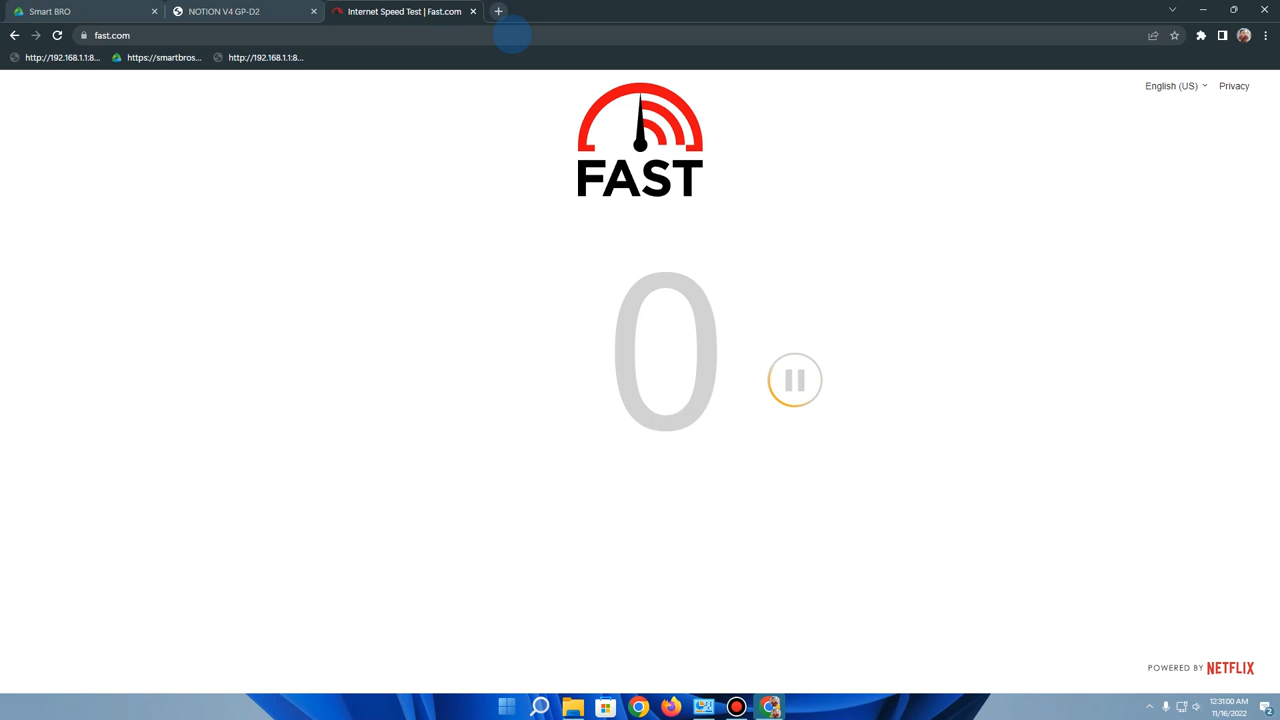 Smart BRO
NOTION V4 GP-D2
Internet Speed Test | Fast.com
fast.com
http://192.168.1.1:8...
https://smartbros...
http://192.168.1.1:8...
English (US)
Privacy
FAST
0
POWERED BY NETFLIX
12:31:00 AM
11/16/2022
2